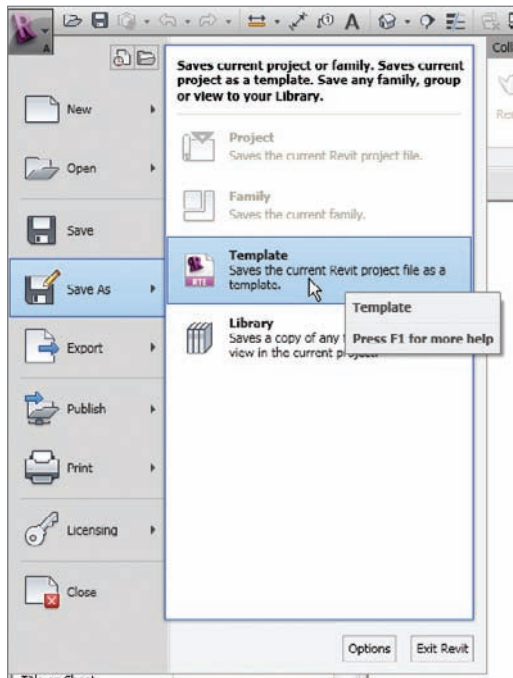 A
A
Coll
Saves current project or family. Saves current
project as a template. Save any family, group
or view to your Library.
New
Project
Saves the current Revit project file.
Open
Family
Saves the current family.
Save
Template
Saves the current Revit project file as a
template.
Save As
Template
Library
Saves a copy of any
Press F1 for more help
view in the current
Export
Publish
Print
Licensing
Close
Options
Exit Revit